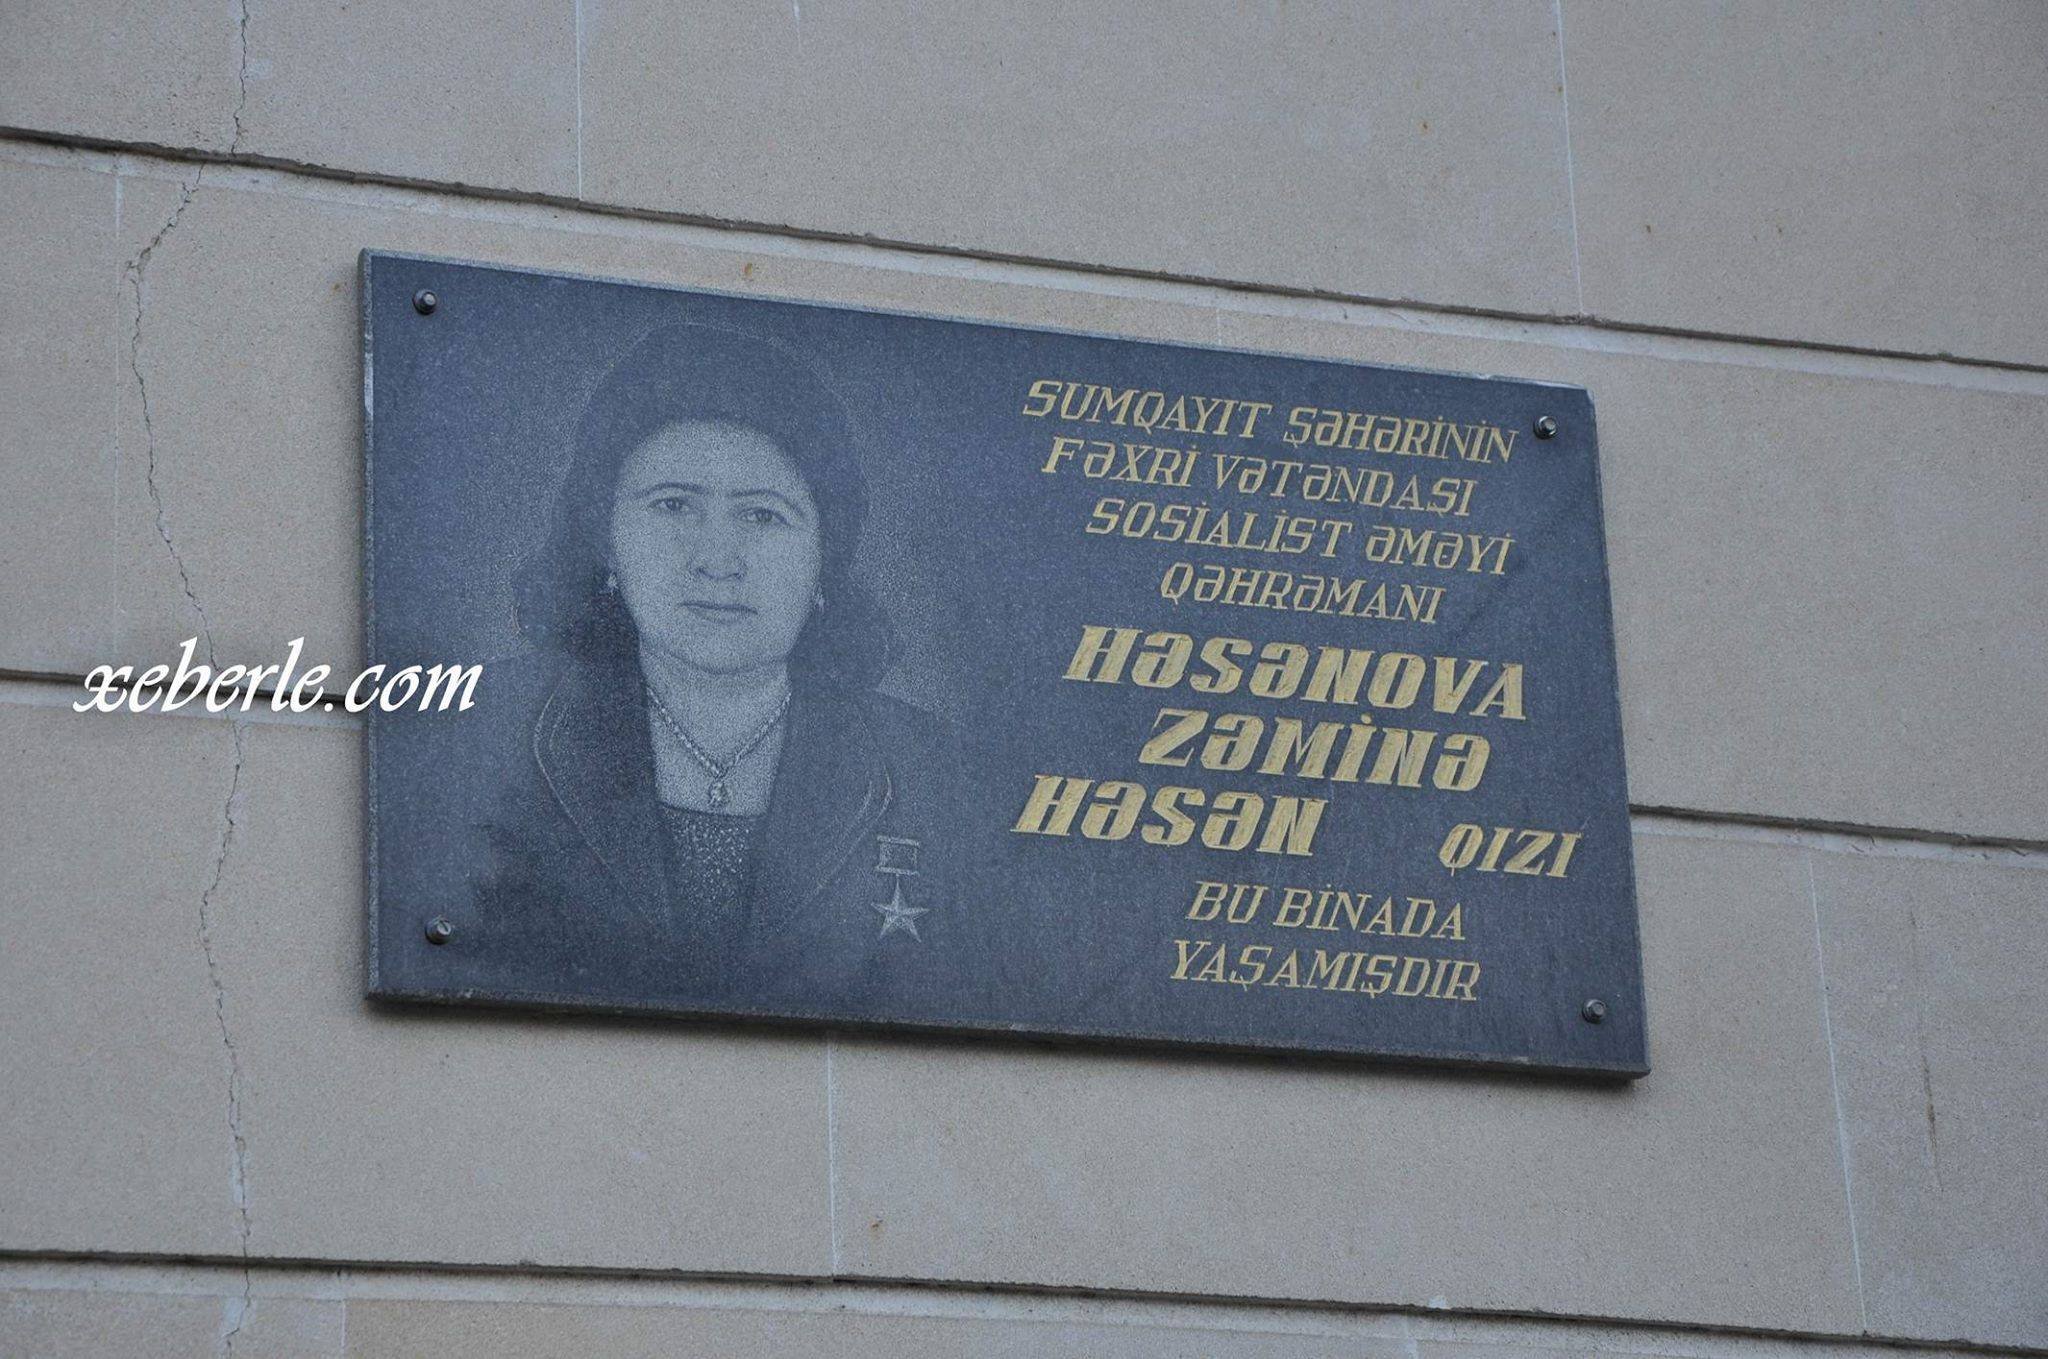 SUMQAYIT ŞƏHƏRİNİN
FƏXRİ VƏTƏNDAŞI
SOSİALİST ƏMƏYİ
QƏHRƏMANI
HƏSƏNOVA
ZƏMİNƏ
HƏSƏN QIZI
BU BİNADA
YAŞAMIŞDIR
xeberle.com